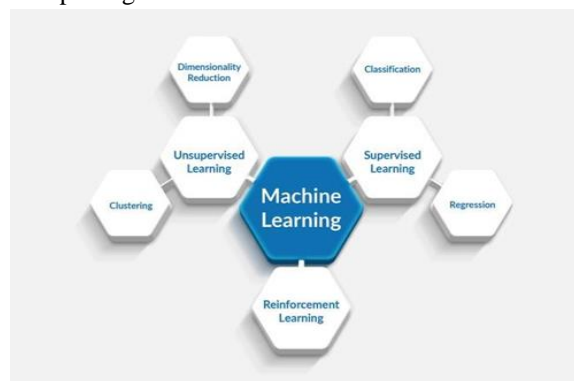 Dimensionality
Reduction
Classification
Unsupervised
Learning
Supervised
Learning
Clustering
Machine
Learning
Regression
Reinforcement
Learning